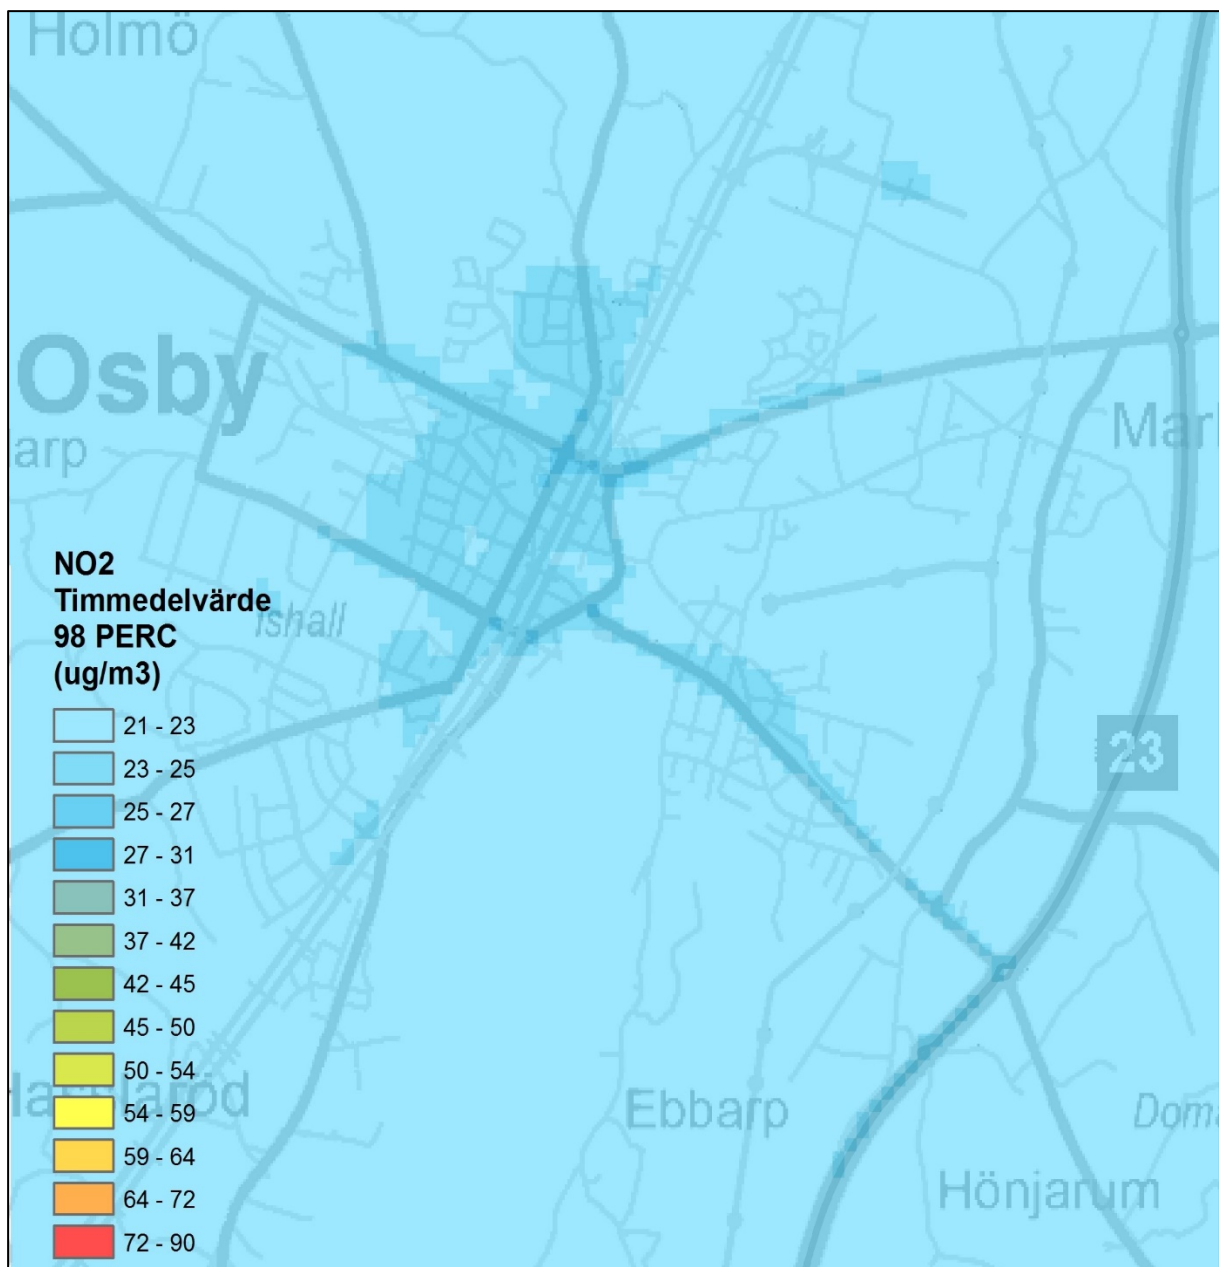 Holmö
Osby
arp
Mar
NO2
Timmedelvärde
98 PERC
(ug/m3)
Ishall
21 - 23
23 - 25
25 - 27
27 - 31
31 - 37
37 - 42
42 - 45
45 - 50
50 - 54
54 - 59
59 - 64
64 - 72
72 - 90
23
Ebbarp
Dom
Hönjarum